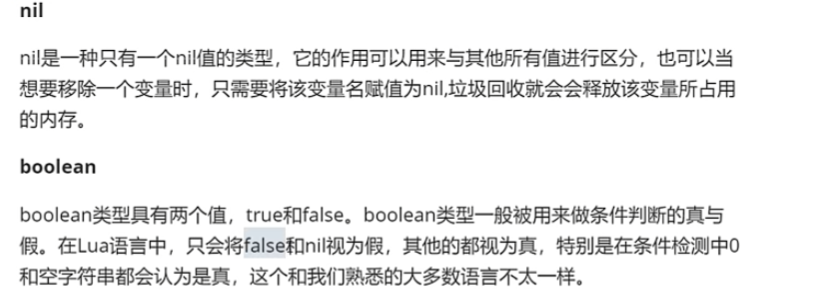 nil
nil是一种只有一个nil值的类型，它的作用可以用来与其他所有值进行区分，也可以当
想要移除一个变量时，只需要将该变量名赋值为nil,垃圾回收就会会释放该变量所占用
的内存。
boolean
boolean类型具有两个值，true和false。boolean类型一般被用来做条件判断的真与
假。在Lua语言中，只会将false和nil视为假，其他的都视为真，特别是在条件检测中0
和空字符串都会认为是真，这个和我们熟悉的大多数语言不太一样。